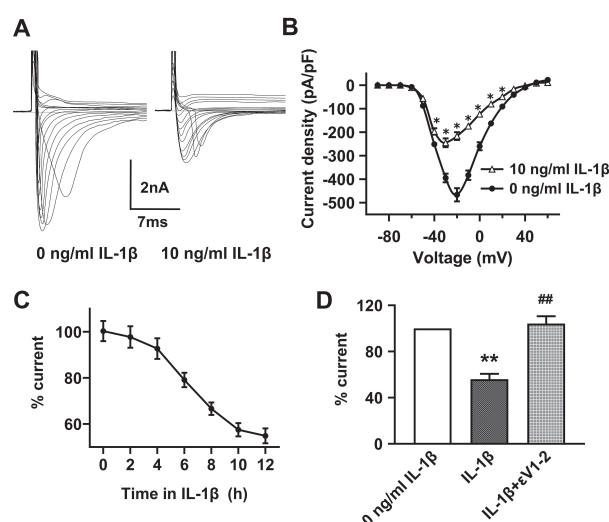 A
2nA
7ms
0 ng/ml IL-1β
10 ng/ml IL-1β
B
Current density (pA/pF)
0
-100
-200
-300
-400
-500
* * * * * * *
10 ng/ml IL-1β
0 ng/ml IL-1β
-80
-40
0
40
Voltage (mV)
C
% current
100
80
60
0
2
4
6
8
10
12
Time in IL-1β (h)
D
% current
120
80
40
0
**
##
0 ng/ml IL-1β
IL-1β
IL-1β+εV1-2